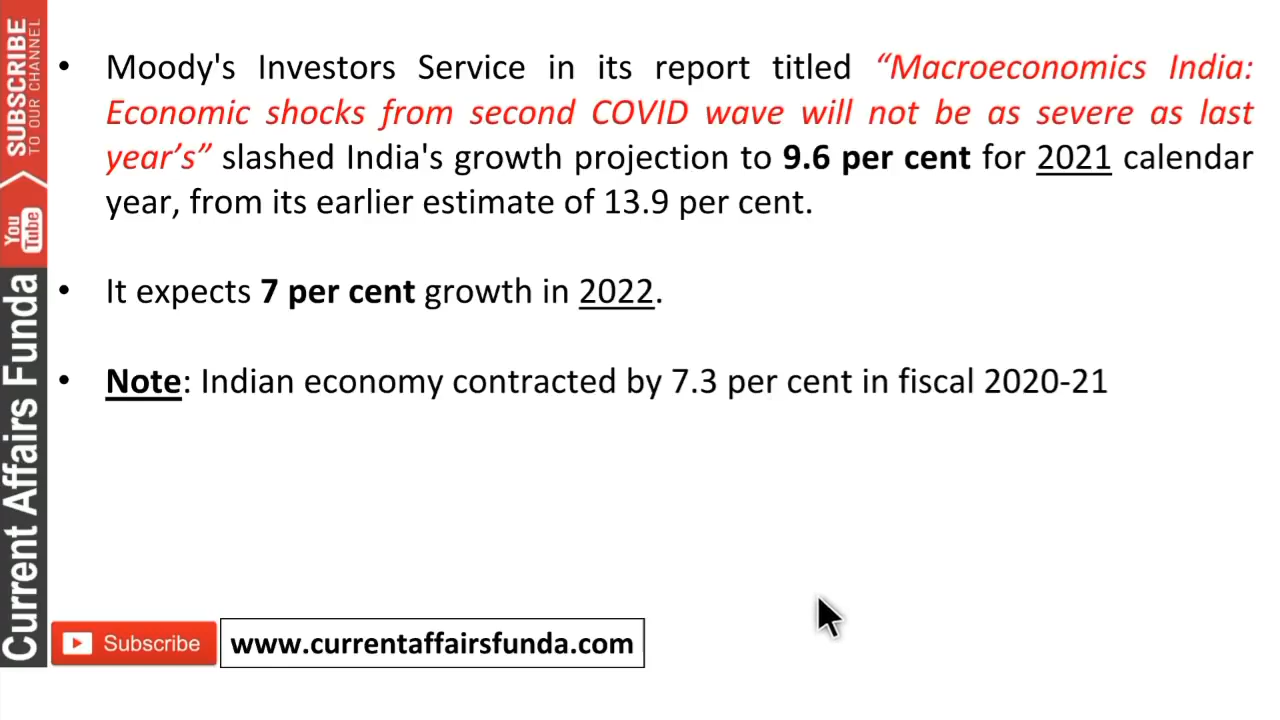 SUBSCRIBE
TO OUR CHANNEL
You
Tube
Current Affairs Funda
• Moody's Investors Service in its report titled “Macroeconomics India:
Economic shocks from second COVID wave will not be as severe as last
year’s” slashed India's growth projection to 9.6 per cent for 2021 calendar
year, from its earlier estimate of 13.9 per cent.
• It expects 7 per cent growth in 2022.
• Note: Indian economy contracted by 7.3 per cent in fiscal 2020-21
Subscribe
www.currentaffairsfunda.com